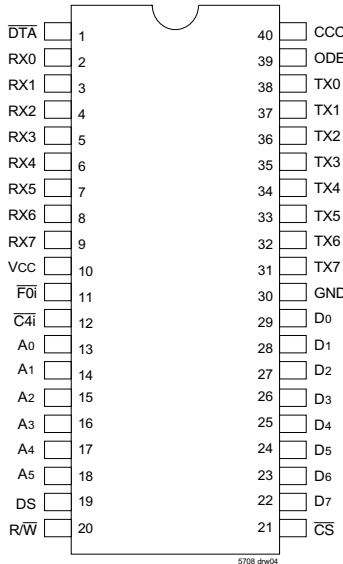 D̅T̅A̅ 1 40 CCO
RX0 2 39 ODE
RX1 3 38 TX0
RX2 4 37 TX1
RX3 5 36 TX2
RX4 6 35 TX3
RX5 7 34 TX4
RX6 8 33 TX5
RX7 9 32 TX6
VCC 10 31 TX7
F̅0̅i̅ 11 30 GND
C̅4̅i̅ 12 29 D0
A0 13 28 D1
A1 14 27 D2
A2 15 26 D3
A3 16 25 D4
A4 17 24 D5
A5 18 23 D6
DS 19 22 D7
R/W̅ 20 21 C̅S̅
5708 drw04